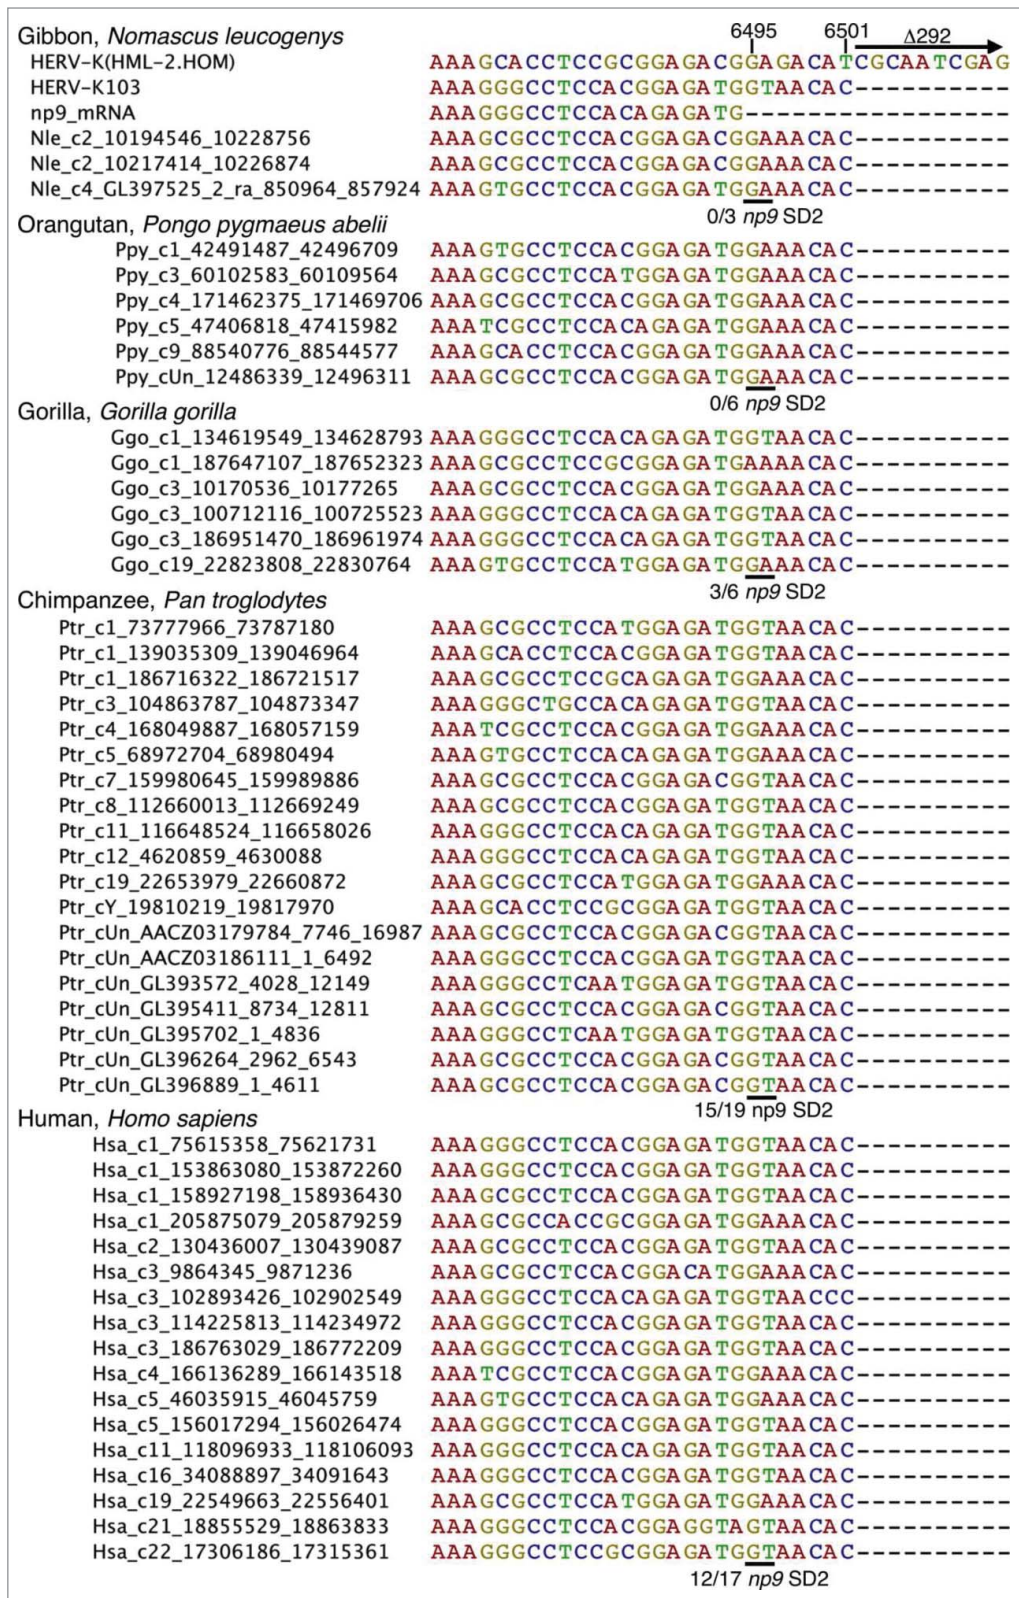 6495 6501 Δ292
Gibbon, Nomascus leucogenys
HERV-K(HML-2.HOM) AAAGCACCTCCGCGGAGACGGAGACATCGCAATCGAG
HERV-K103 AAAGGGCCTCCACGGAGATGGTAACAC----------
np9_mRNA AAAGGGCCTCCACAGAGATG-----------------
Nle_c2_10194546_10228756 AAAGCGCCTCCACGGAGACGGAAACAC----------
Nle_c2_10217414_10226874 AAAGCGCCTCCACGGAGACGGAAACAC----------
Nle_c4_GL397525_2_ra_850964_857924 AAAGTGCCTCCACGGAGATGGAAACAC----------
0/3 np9 SD2
Orangutan, Pongo pygmaeus abelii
Ppy_c1_42491487_42496709 AAAGTGCCTCCACGGAGATGGAAACAC----------
Ppy_c3_60102583_60109564 AAAGCGCCTCCATGGAGATGGAAACAC----------
Ppy_c4_171462375_171469706 AAAGCGCCTCCACGGAGATGGAAACAC----------
Ppy_c5_47406818_47415982 AAATCGCCTCCACAGAGATGGAAACAC----------
Ppy_c9_88540776_88544577 AAAGCACCTCCACGGAGATGGAAACAC----------
Ppy_cUn_12486339_12496311 AAAGCGCCTCCACGGAGATGGAAACAC----------
0/6 np9 SD2
Gorilla, Gorilla gorilla
Ggo_c1_134619549_134628793 AAAGGGCCTCCACAGAGATGGTAACAC----------
Ggo_c1_187647107_187652323 AAAGCGCCTCCGCGGAGATGAAAACAC----------
Ggo_c3_10170536_10177265 AAAGCGCCTCCACGGAGATGGAAACAC----------
Ggo_c3_100712116_100725523 AAAGGGCCTCCACAGAGATGGTAACAC----------
Ggo_c3_186951470_186961974 AAAGGGCCTCCACAGAGATGGTAACAC----------
Ggo_c19_22823808_22830764 AAAGTGCCTCCATGGAGATGGAAACAC----------
3/6 np9 SD2
Chimpanzee, Pan troglodytes
Ptr_c1_73777966_73787180 AAAGCGCCTCCATGGAGATGGTAACAC----------
Ptr_c1_139035309_139046964 AAAGCACCTCCACGGAGATGGTAACAC----------
Ptr_c1_186716322_186721517 AAAGCGCCTCCGCAGAGATGGAAACAC----------
Ptr_c3_104863787_104873347 AAAGGGCTGCCACAGAGATGGTAACAC----------
Ptr_c4_168049887_168057159 AAATCGCCTCCACGGAGATGGAAACAC----------
Ptr_c5_68972704_68980494 AAAGTGCCTCCACAGAGATGGAAACAC----------
Ptr_c7_159980645_159989886 AAAGCGCCTCCACGGAGACGGTAACAC----------
Ptr_c8_112660013_112669249 AAAGCGCCTCCACGGAGATGGTAACAC----------
Ptr_c11_116648524_116658026 AAAGGGCCTCCACAGAGATGGTAACAC----------
Ptr_c12_4620859_4630088 AAAGGGCCTCCACAGAGATGGTAACAC----------
Ptr_c19_22653979_22660872 AAAGCGCCTCCATGGAGATGGAAACAC----------
Ptr_cY_19810219_19817970 AAAGCACCTCCGCGGAGATGGTAACAC----------
Ptr_cUn_AACZ03179784_7746_16987 AAAGCGCCTCCACGGAGACGGTAACAC----------
Ptr_cUn_AACZ03186111_1_6492 AAAGCGCCTCCACGGAGATGGTAACAC----------
Ptr_cUn_GL393572_4028_12149 AAAGGGCCTCAATGGAGATGGTAACAC----------
Ptr_cUn_GL395411_8734_12811 AAAGCGCCTCCACGGAGACGGTAACAC----------
Ptr_cUn_GL395702_1_4836 AAAGGGCCTCAATGGAGATGGTAACAC----------
Ptr_cUn_GL396264_2962_6543 AAAGCGCCTCCACGGAGACGGTAACAC----------
Ptr_cUn_GL396889_1_4611 AAAGCGCCTCCACGGAGACGGTAACAC----------
15/19 np9 SD2
Human, Homo sapiens
Hsa_c1_75615358_75621731 AAAGGGCCTCCACGGAGATGGTAACAC----------
Hsa_c1_153863080_153872260 AAAGGGCCTCCACGGAGATGGTAACAC----------
Hsa_c1_158927198_158936430 AAAGCGCCTCCACGGAGATGGTAACAC----------
Hsa_c1_205875079_205879259 AAAGCGCCACCGCGGAGATGGAAACAC----------
Hsa_c2_130436007_130439087 AAAGCGCCTCCACGGAGATGGTAACAC----------
Hsa_c3_9864345_9871236 AAAGCGCCTCCACGGACATGGAAACAC----------
Hsa_c3_102893426_102902549 AAAGGGCCTCCACAGAGATGGTAACCC----------
Hsa_c3_114225813_114234972 AAAGGGCCTCCACGGAGATGGTAACAC----------
Hsa_c3_186763029_186772209 AAAGGGCCTCCACGGAGATGGTAACAC----------
Hsa_c4_166136289_166143518 AAATCGCCTCCACGGAGATGGAAACAC----------
Hsa_c5_46035915_46045759 AAAGTGCCTCCACAGAGATGGAAACAC----------
Hsa_c5_156017294_156026474 AAAGGGCCTCCACGGAGATGGTAACAC----------
Hsa_c11_118096933_118106093 AAAGGGCCTCCACAGAGATGGTAACAC----------
Hsa_c16_34088897_34091643 AAAGGGCCTCCACGGAGATGGTAACAC----------
Hsa_c19_22549663_22556401 AAAGCGCCTCCATGGAGATGGAAACAC----------
Hsa_c21_18855529_18863833 AAAGGGCCTCCACGGAGGTAGTAACAC----------
Hsa_c22_17306186_17315361 AAAGGGCCTCCGCGGAGATGGTAACAC----------
12/17 np9 SD2